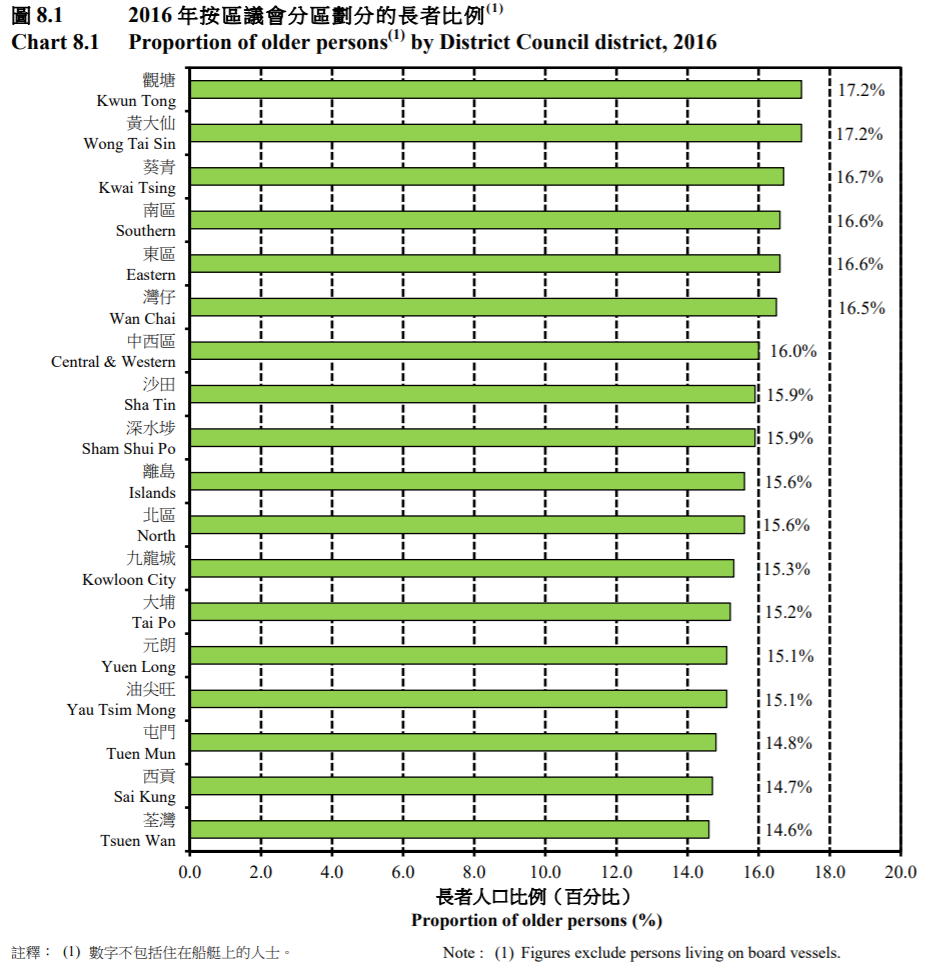 圖 8.1 2016 年按區議會分區劃分的長者比例(1)
Chart 8.1 Proportion of older persons(1) by District Council district, 2016
觀塘
Kwun Tong
17.2%
黃大仙
Wong Tai Sin
17.2%
葵青
Kwai Tsing
16.7%
南區
Southern
16.6%
東區
Eastern
16.6%
灣仔
Wan Chai
16.5%
中西區
Central & Western
16.0%
沙田
Sha Tin
15.9%
深水埗
Sham Shui Po
15.9%
離島
Islands
15.6%
北區
North
15.6%
九龍城
Kowloon City
15.3%
大埔
Tai Po
15.2%
元朗
Yuen Long
15.1%
油尖旺
Yau Tsim Mong
15.1%
屯門
Tuen Mun
14.8%
西貢
Sai Kung
14.7%
荃灣
Tsuen Wan
14.6%
0.0 2.0 4.0 6.0 8.0 10.0 12.0 14.0 16.0 18.0 20.0
長者人口比例（百分比）
Proportion of older persons (%)
註釋： (1) 數字不包括住在船艇上的人士。 Note : (1) Figures exclude persons living on board vessels.